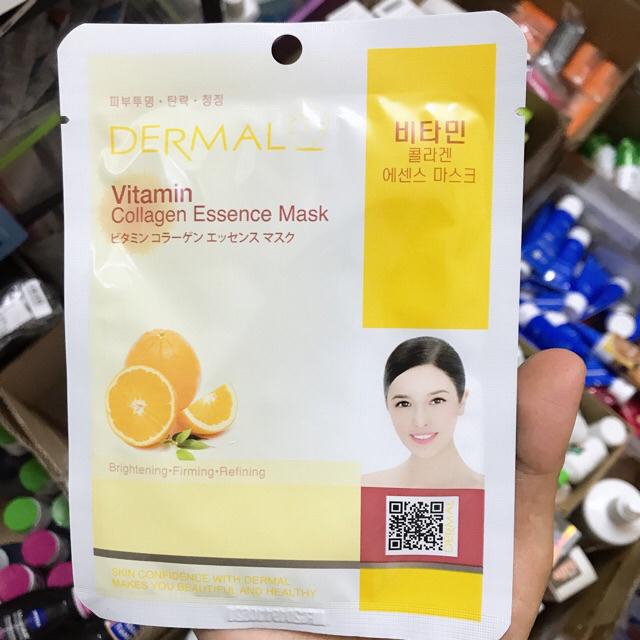 피부투명 · 탄력 · 청정
DERMAL
Vitamin
Collagen Essence Mask
ビタミン コラーゲン エッセンス マスク
비타민
콜라겐
에센스 마스크
Brightening•Firming•Refining
DERMAL
SKIN CONFIDENCE WITH DERMAL
MAKES YOU BEAUTIFUL AND HEALTHY